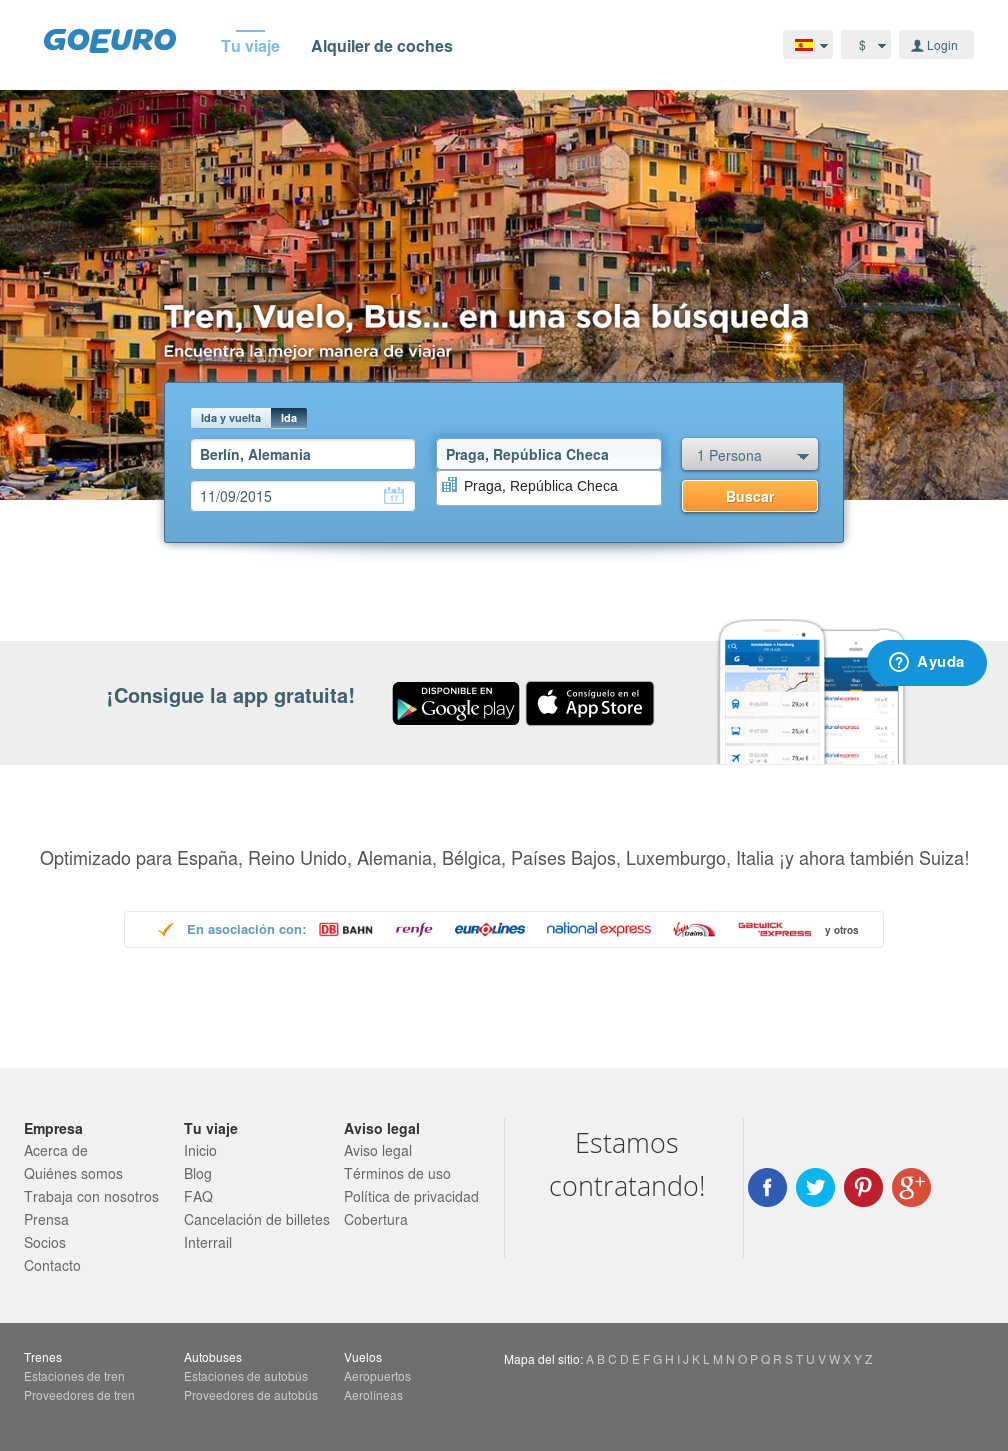 GOEURO
Tu viaje
Alquiler de coches
$
Login
Tren, Vuelo, Bus... en una sola búsqueda
Encuentra la mejor manera de viajar
Ida y vuelta
Ida
Berlín, Alemania
Praga, República Checa
1 Persona
Praga, República Checa
11/09/2015
17
Buscar
¡Consigue la app gratuita!
DISPONIBLE EN
Google play
Consíguelo en el
App Store
Ayuda
Optimizado para España, Reino Unido, Alemania, Bélgica, Países Bajos, Luxemburgo, Italia ¡y ahora también Suiza!
En asociación con:
DB BAHN
renfe
EUROLINES
national express
Virgin trains
GATWICK EXPRESS
y otros
Empresa
Acerca de
Quiénes somos
Trabaja con nosotros
Prensa
Socios
Contacto
Tu viaje
Inicio
Blog
FAQ
Cancelación de billetes
Interrail
Aviso legal
Aviso legal
Términos de uso
Política de privacidad
Cobertura
Estamos
contratando!
Trenes
Estaciones de tren
Proveedores de tren
Autobuses
Estaciones de autobús
Proveedores de autobús
Vuelos
Aeropuertos
Aerolíneas
Mapa del sitio: A B C D E F G H I J K L M N O P Q R S T U V W X Y Z